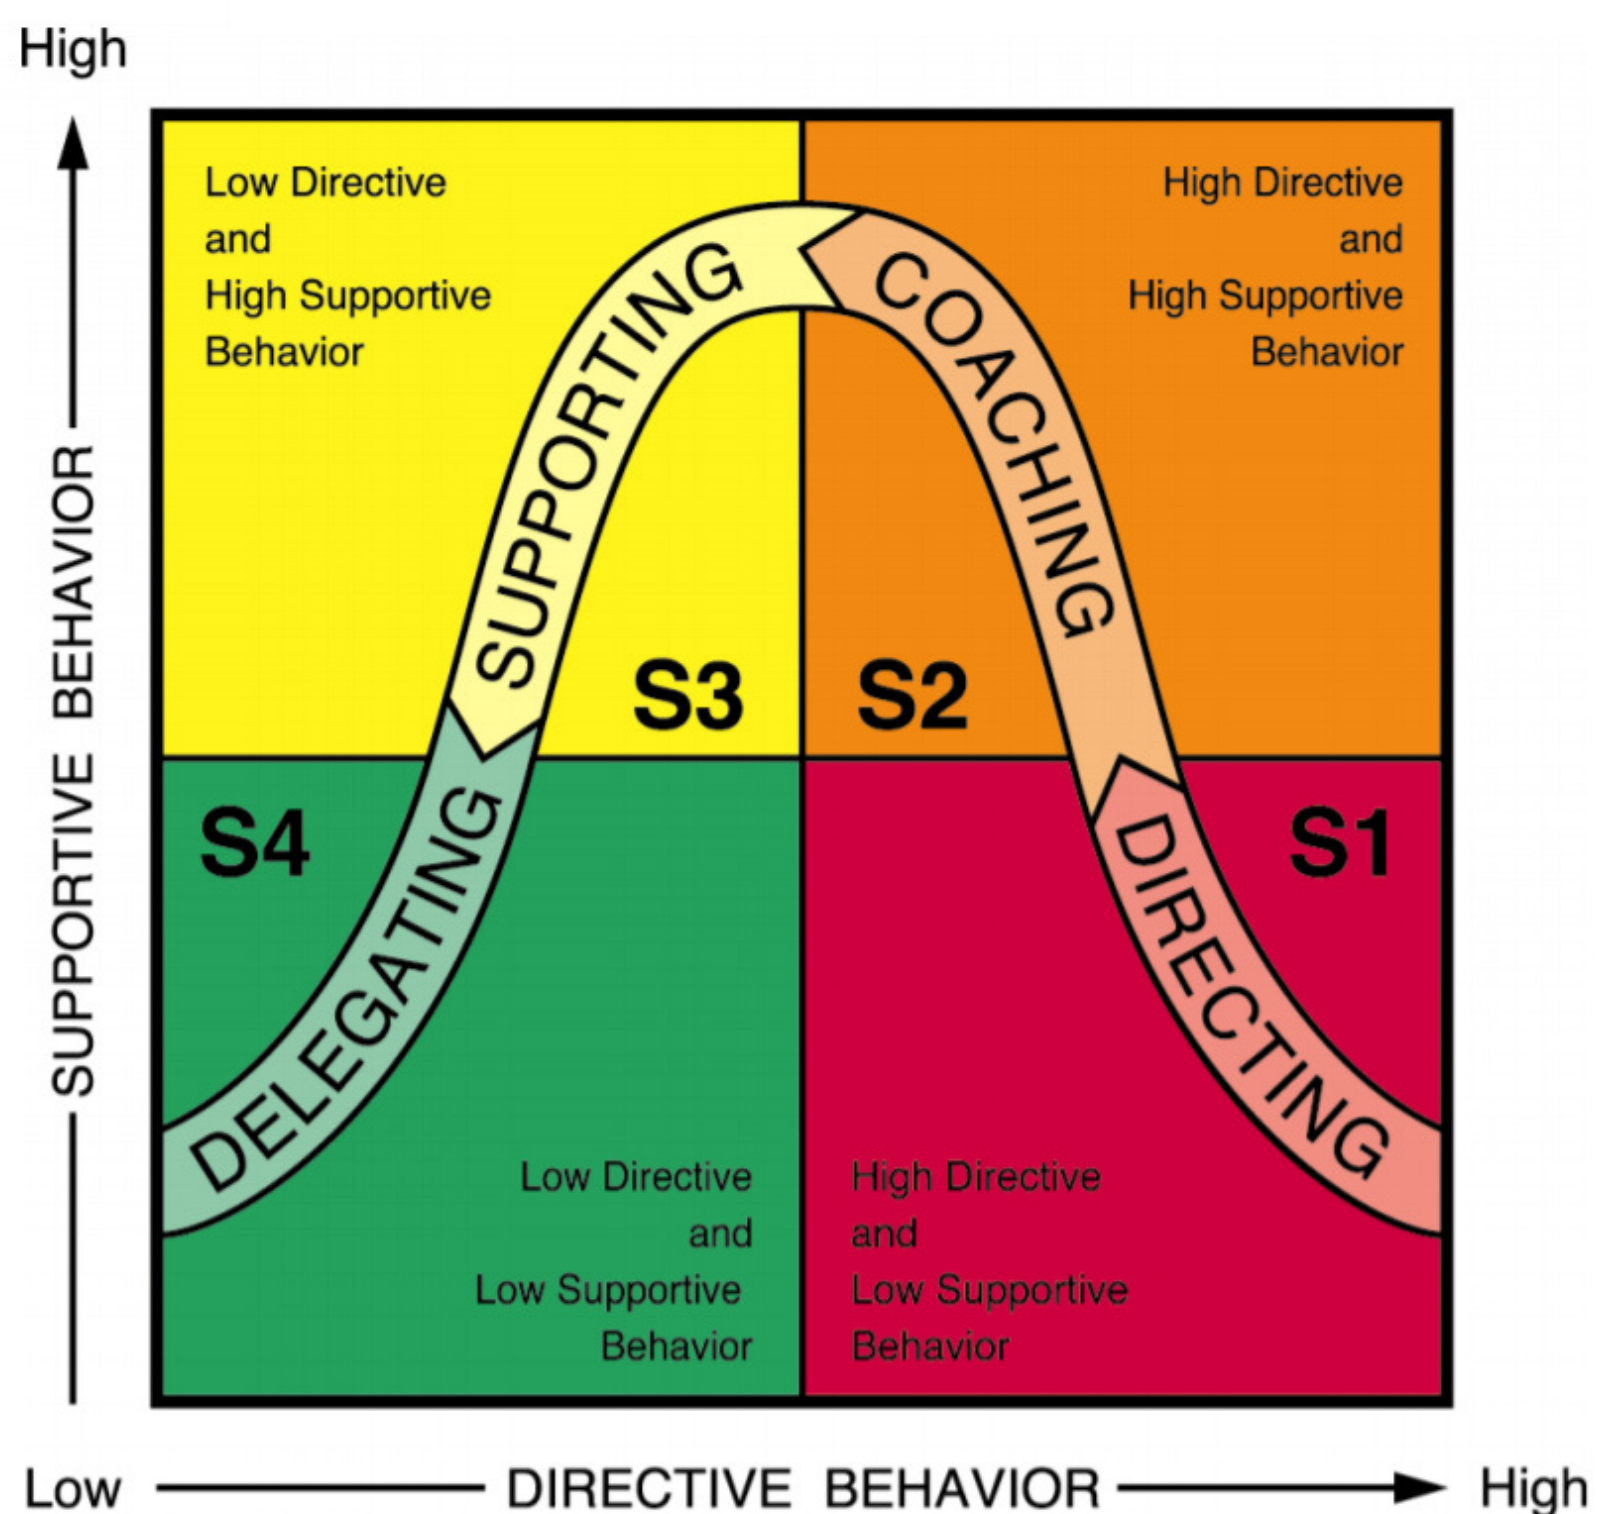 High
Low Directive
and
High Supportive
Behavior
High Directive
and
High Supportive
Behavior
SUPPORTING
COACHING
S3
S2
SUPPORTIVE BEHAVIOR
S4
S1
DELEGATING
DIRECTING
Low Directive
and
Low Supportive
Behavior
High Directive
and
Low Supportive
Behavior
Low
DIRECTIVE BEHAVIOR
High